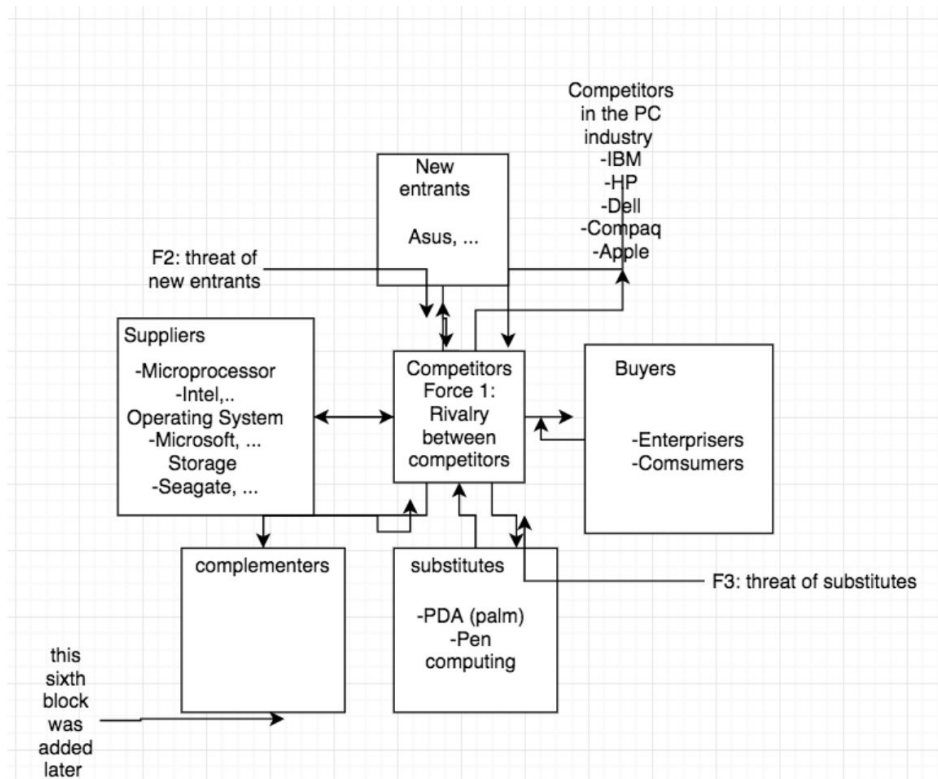 Competitors
in the PC
industry
-IBM
-HP
-Dell
-Compaq
-Apple
New
entrants
Asus, ...
F2: threat of
new entrants
Suppliers
-Microprocessor
-Intel,..
Operating System
-Microsoft, ...
Storage
-Seagate, ...
Competitors
Force 1:
Rivalry
between
competitors
Buyers
-Enterprisers
-Comsumers
complementers
substitutes
-PDA (palm)
-Pen
computing
F3: threat of substitutes
this
sixth
block
was
added
later